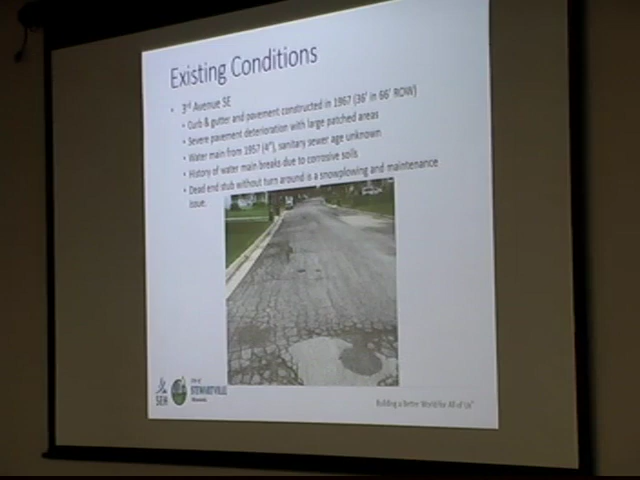 Existing Conditions
• 3rd Avenue SE
• Curb & gutter and pavement constructed in 1967 (36' in 66' ROW)
• Severe pavement deterioration with large patched areas
• Water main from 1957 (4"), sanitary sewer age unknown
• History of water main breaks due to corrosive soils
• Dead end stub without turn around is a snowplowing and maintenance
issue.
SEH
City of
STEWARTVILLE
Minnesota
Building a Better World for All of Us®